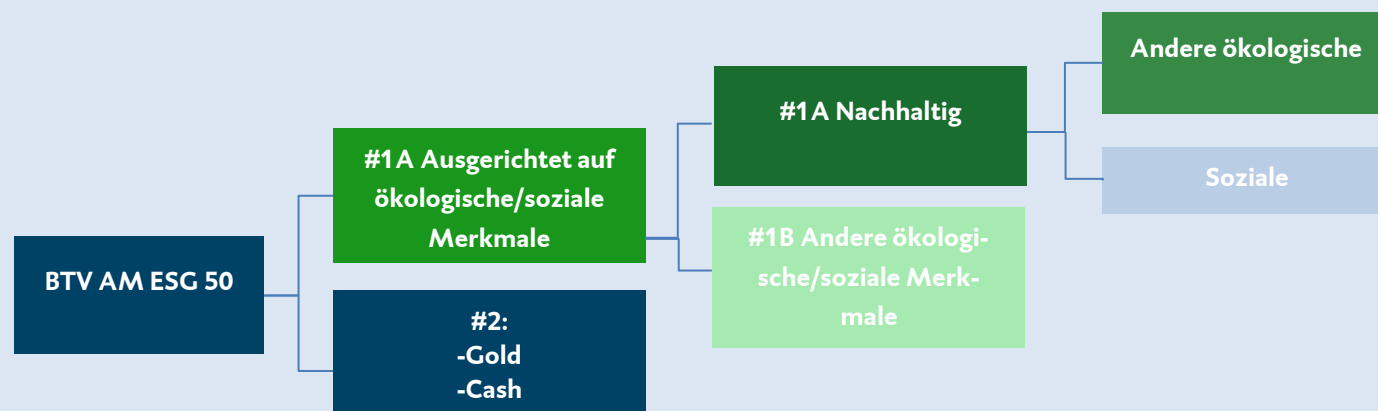 BTV AM ESG 50
#1A Ausgerichtet auf
ökologische/soziale
Merkmale
#2:
-Gold
-Cash
#1A Nachhaltig
#1B Andere ökologi-
sche/soziale Merk-
male
Andere ökologische
Soziale